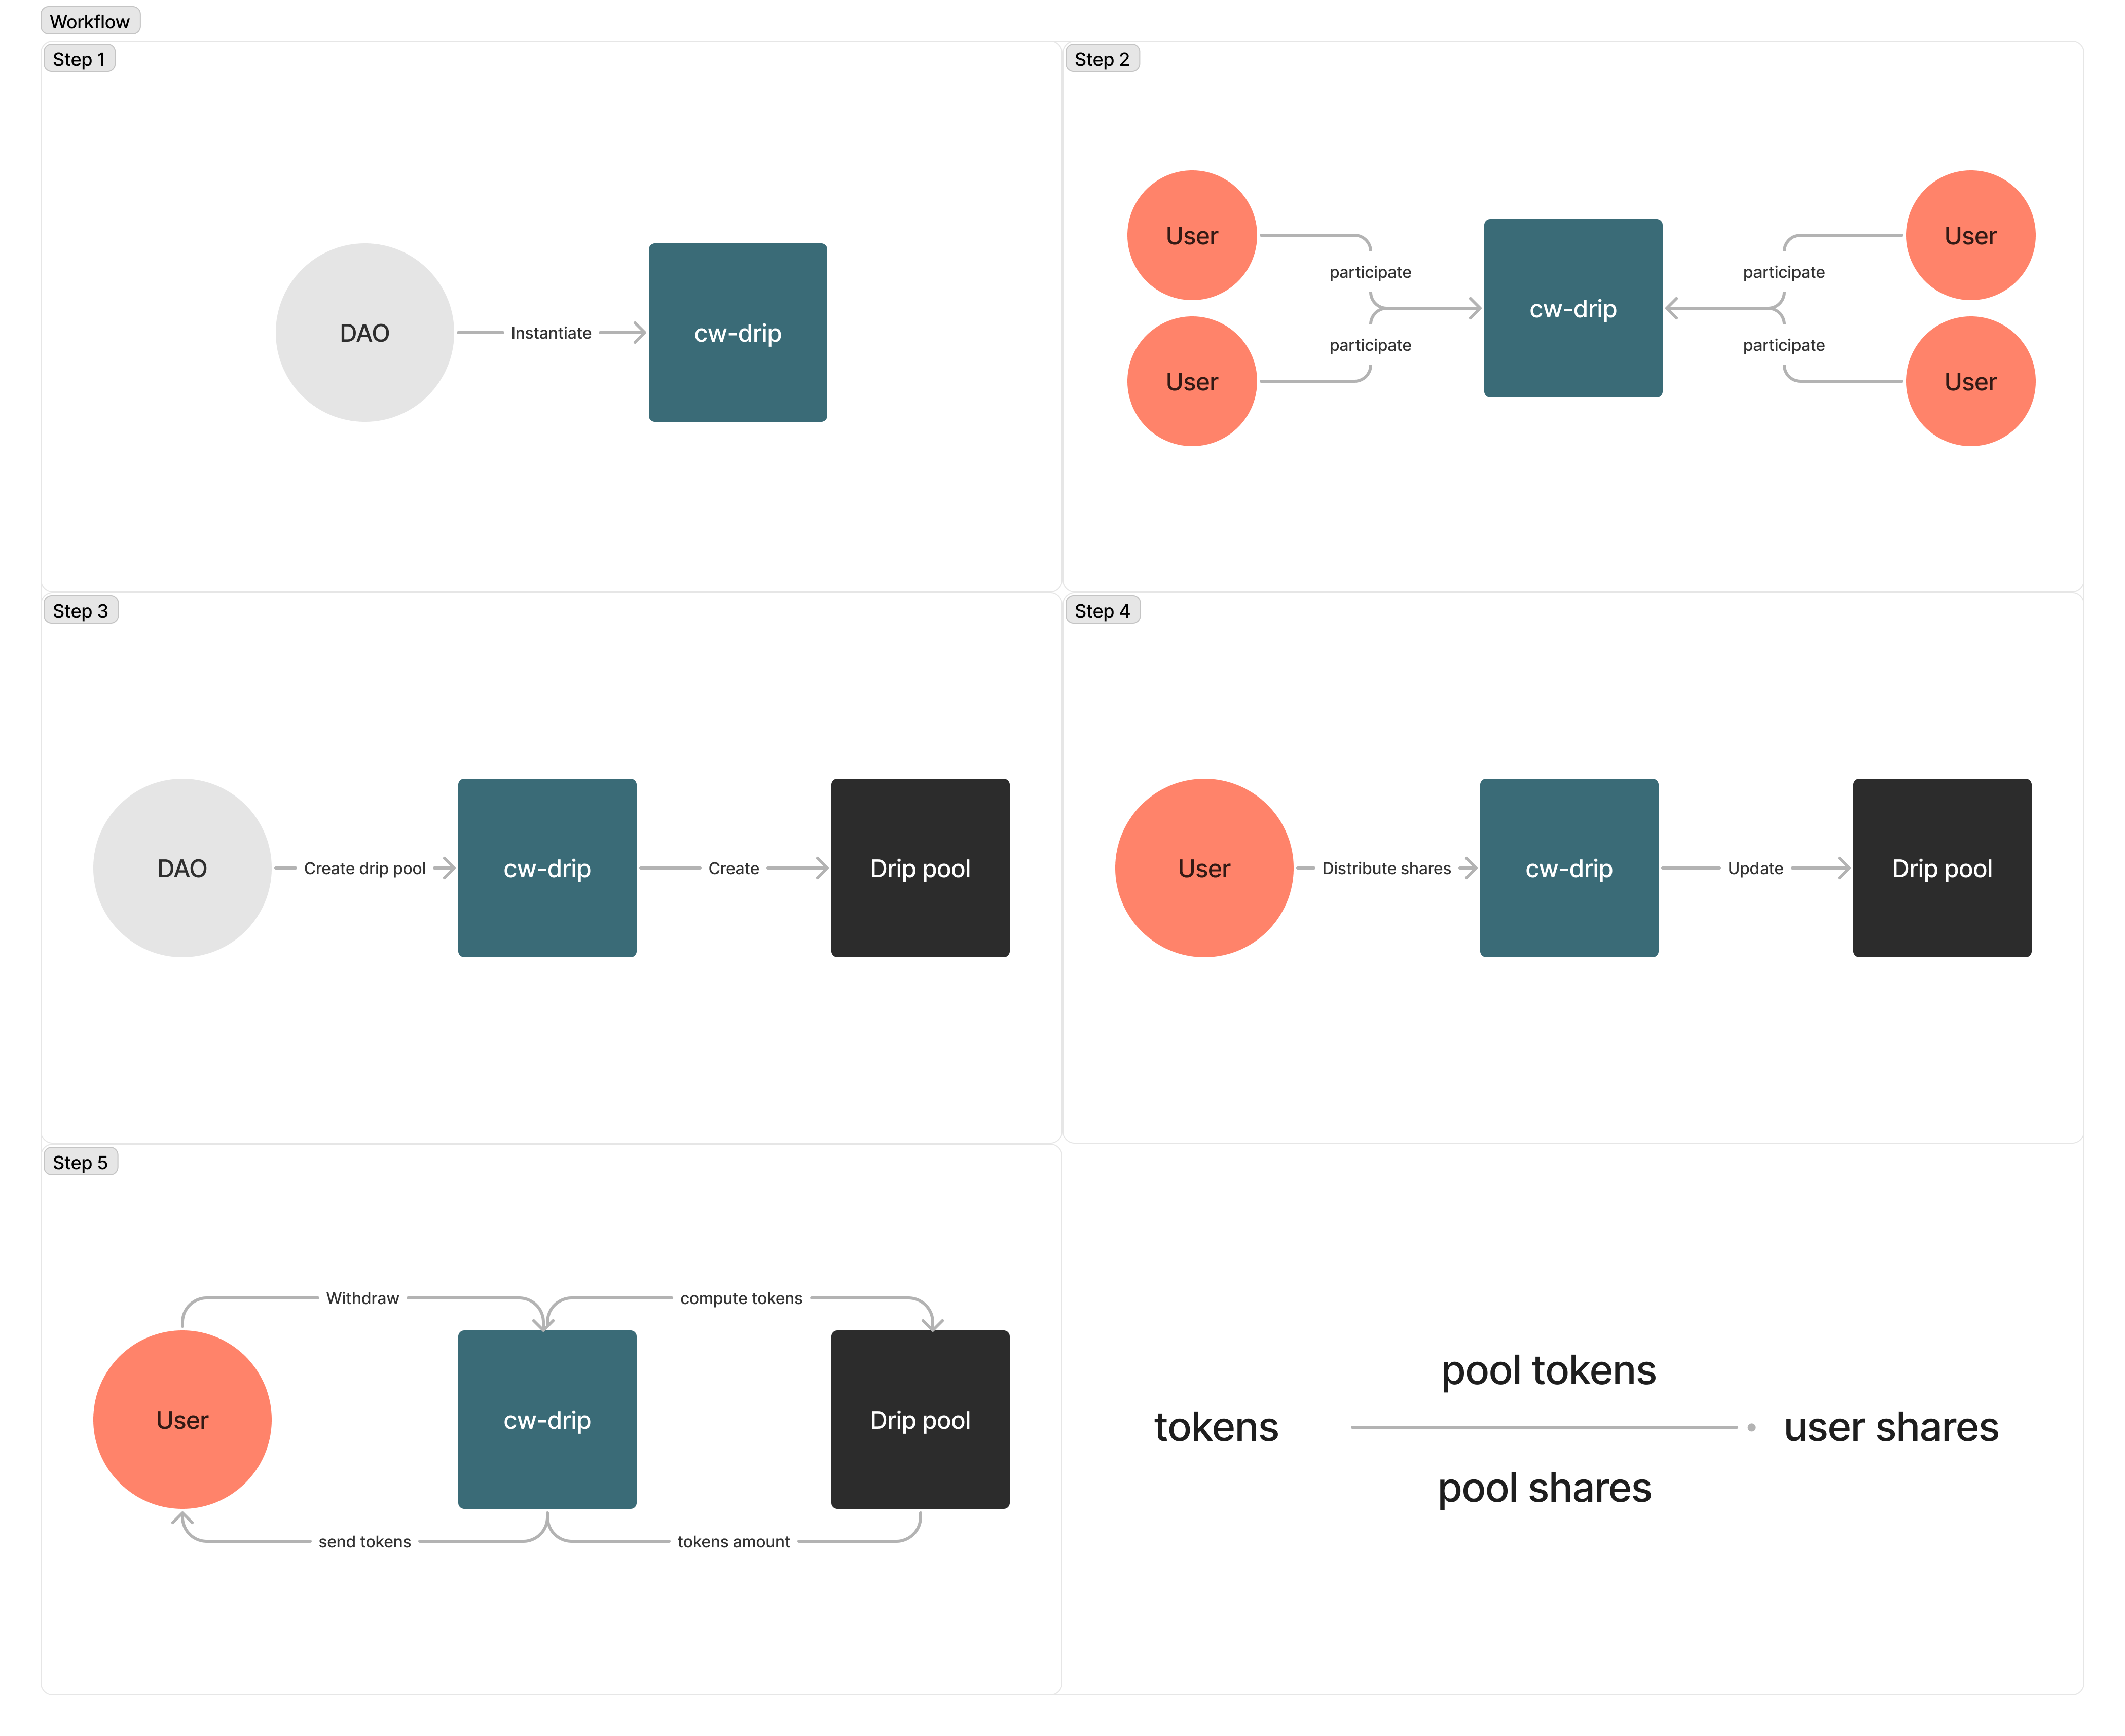 Workflow
Step 1
DAO
Instantiate
cw-drip
Step 2
User
User
participate
participate
cw-drip
participate
participate
User
User
Step 3
DAO
Create drip pool
cw-drip
Create
Drip pool
Step 4
User
Distribute shares
cw-drip
Update
Drip pool
Step 5
Withdraw
compute tokens
User
cw-drip
Drip pool
send tokens
tokens amount
pool tokens
tokens
user shares
pool shares